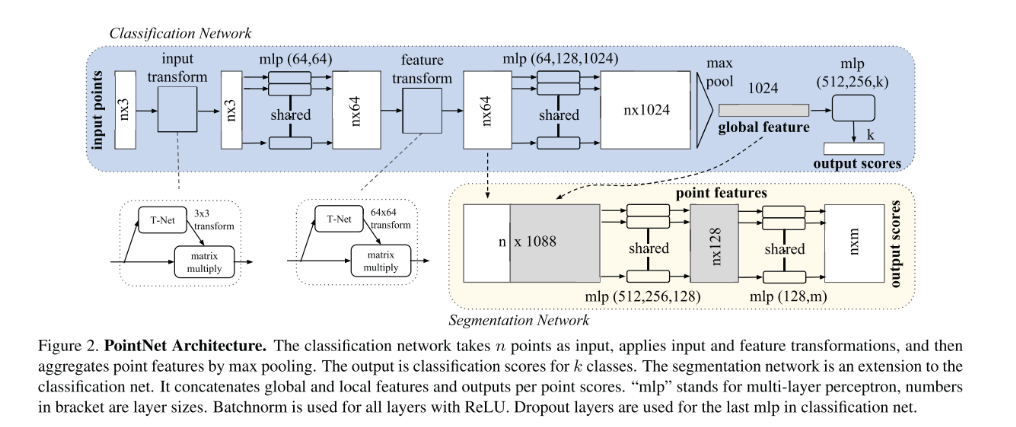 Classification Network
input points
nx3
input
transform
nx3
mlp (64,64)
shared
nx64
feature
transform
nx64
mlp (64,128,1024)
shared
nx1024
max
pool
1024
global feature
mlp
(512,256,k)
k
output scores
T-Net
3x3
transform
matrix
multiply
T-Net
64x64
transform
matrix
multiply
point features
n x 1088
shared
mlp (512,256,128)
nx128
shared
mlp (128,m)
nxm
output scores
Segmentation Network
Figure 2. PointNet Architecture. The classification network takes n points as input, applies input and feature transformations, and then
aggregates point features by max pooling. The output is classification scores for k classes. The segmentation network is an extension to the
classification net. It concatenates global and local features and outputs per point scores. “mlp” stands for multi-layer perceptron, numbers
in bracket are layer sizes. Batchnorm is used for all layers with ReLU. Dropout layers are used for the last mlp in classification net.